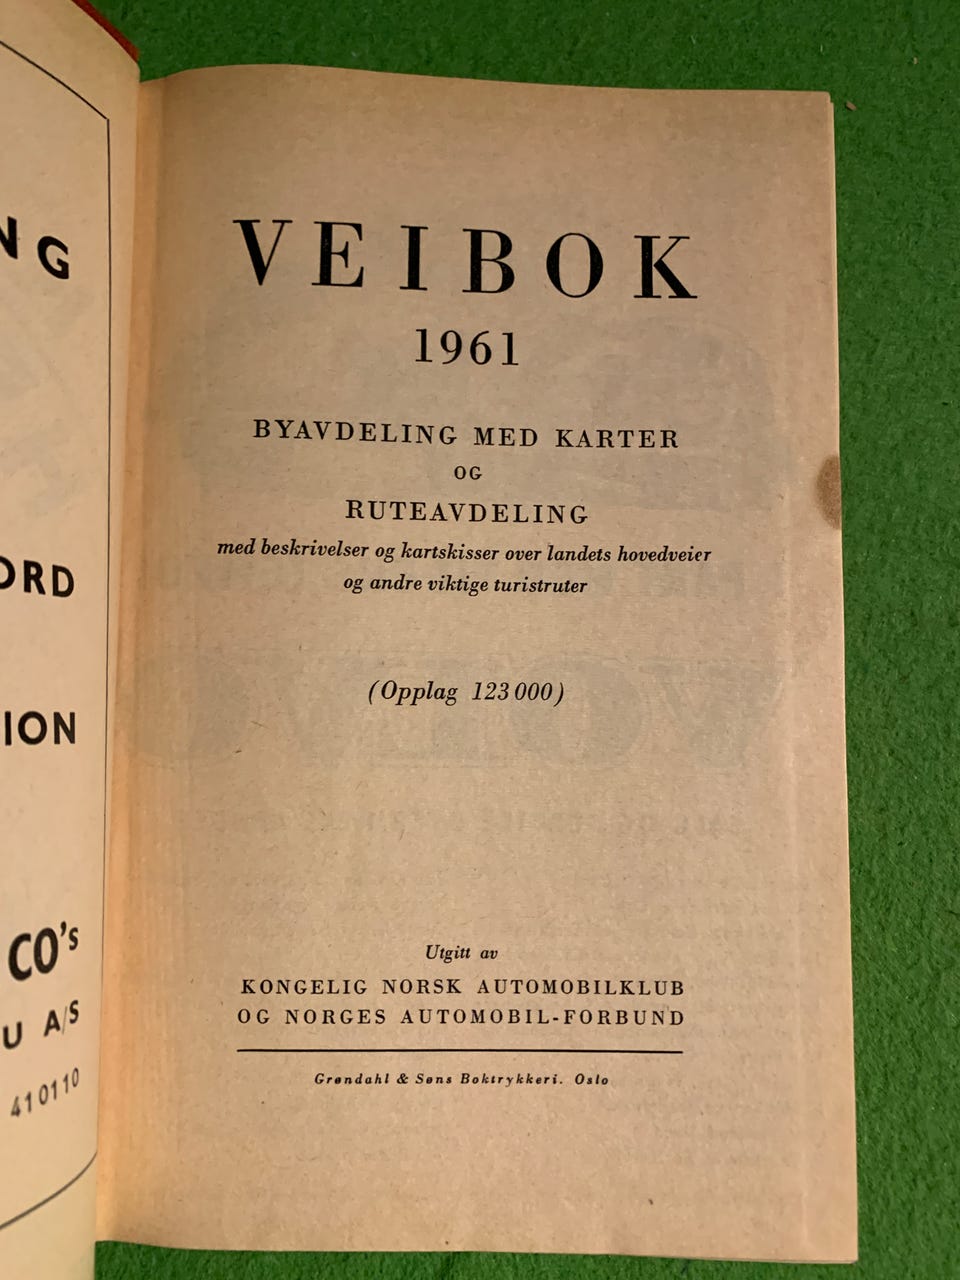 NG
ORD
ION
CO's
U A/S
410110
VEIBOK
1961
BYAVDELING MED KARTER
OG
RUTEAVDELING
med beskrivelser og kartskisser over landets hovedveier
og andre viktige turistruter
(Opplag 123 000)
Utgitt av
KONGELIG NORSK AUTOMOBILKLUB
OG NORGES AUTOMOBIL-FORBUND
Grøndahl & Søns Boktrykkeri. Oslo